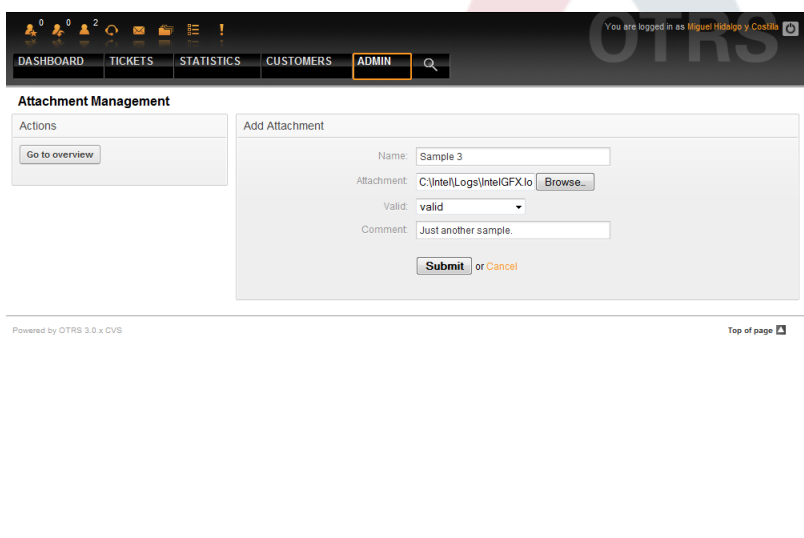 0 0 2
You are logged in as Miguel Hidalgo y Costilla
OTRS
DASHBOARD TICKETS STATISTICS CUSTOMERS ADMIN
Attachment Management
Actions
Go to overview
Add Attachment
Name: Sample 3
Attachment: C:\Intel\Logs\IntelGFX.lo Browse..
Valid: valid
Comment: Just another sample.
Submit or Cancel
Powered by OTRS 3.0.x CVS
Top of page